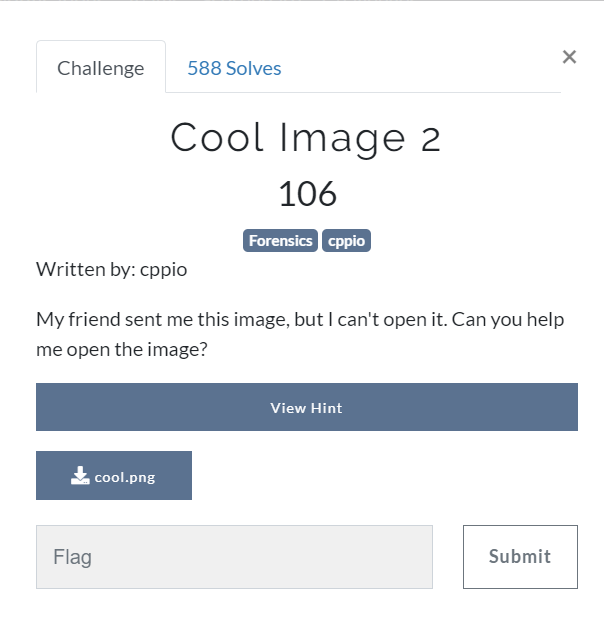 Challenge
588 Solves
×
Cool Image 2
106
Forensics cppio
Written by: cppio
My friend sent me this image, but I can't open it. Can you help
me open the image?
View Hint
cool.png
Flag
Submit